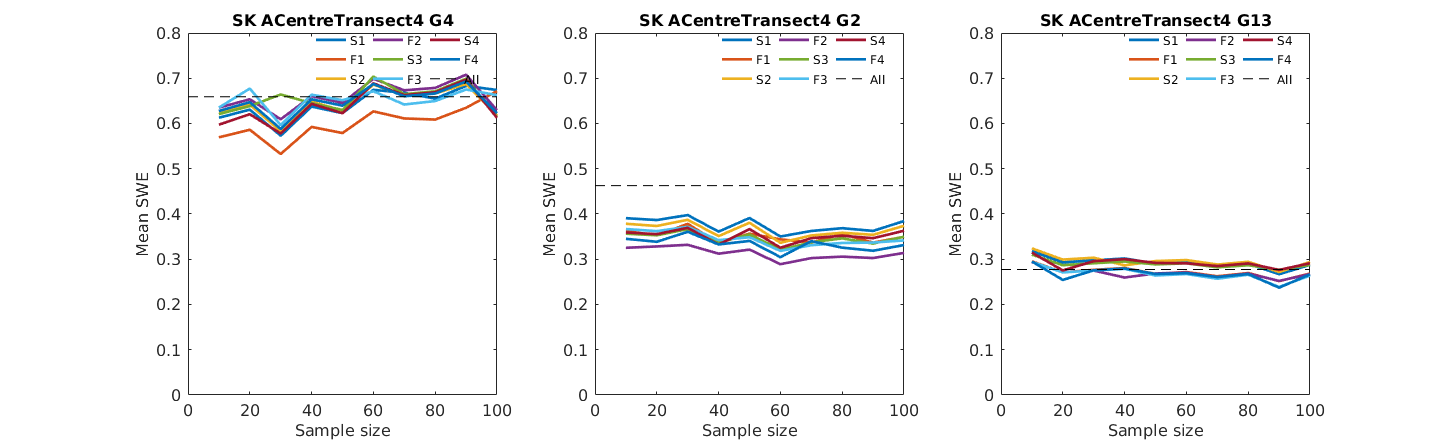 SK ACentreTransect4 G4
S1 F2 S4
F1 S3 F4
S2 F3 All
0.8
0.7
0.6
0.5
0.4
0.3
0.2
0.1
0
Mean SWE
0 20 40 60 80 100
Sample size
SK ACentreTransect4 G2
S1 F2 S4
F1 S3 F4
S2 F3 All
0.8
0.7
0.6
0.5
0.4
0.3
0.2
0.1
0
Mean SWE
0 20 40 60 80 100
Sample size
SK ACentreTransect4 G13
S1 F2 S4
F1 S3 F4
S2 F3 All
0.8
0.7
0.6
0.5
0.4
0.3
0.2
0.1
0
Mean SWE
0 20 40 60 80 100
Sample size